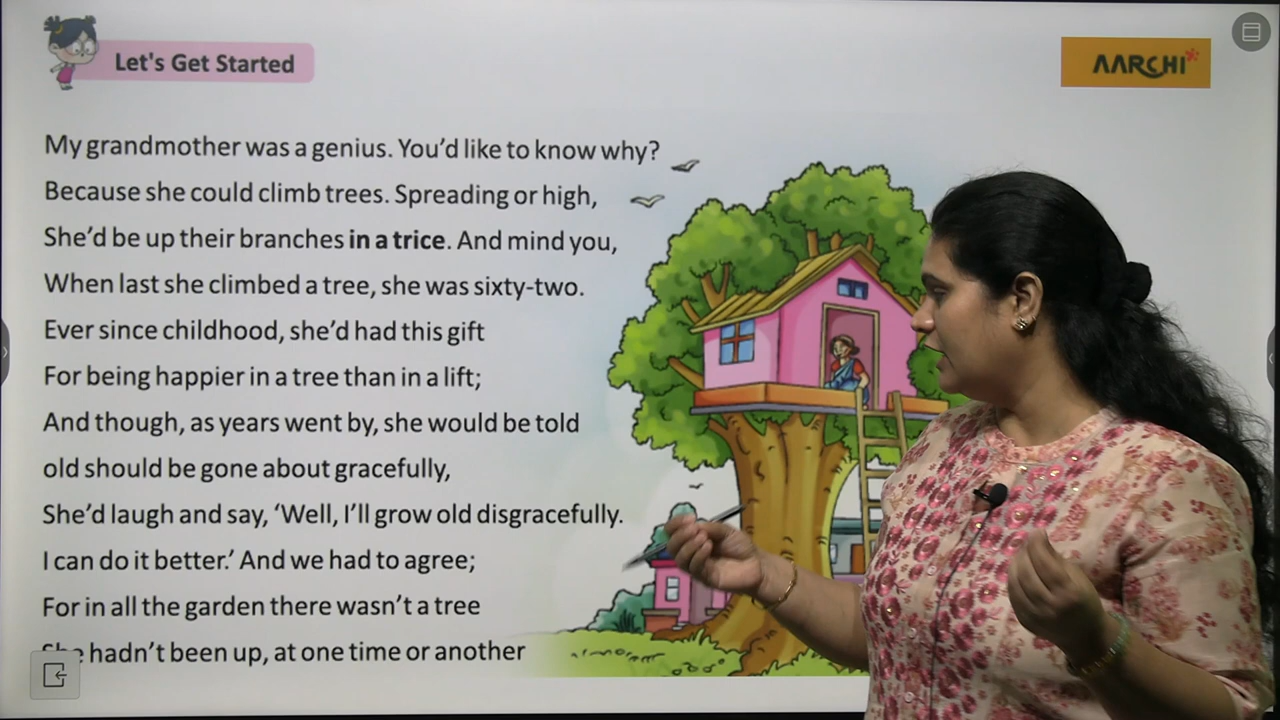 Let's Get Started
AARCHI
My grandmother was a genius. You'd like to know why?
Because she could climb trees. Spreading or high,
She'd be up their branches in a trice. And mind you,
When last she climbed a tree, she was sixty-two.
Ever since childhood, she'd had this gift
For being happier in a tree than in a lift;
And though, as years went by, she would be told
old should be gone about gracefully,
She'd laugh and say, ‘Well, I'll grow old disgracefully.
I can do it better.’ And we had to agree;
For in all the garden there wasn't a tree
She hadn't been up, at one time or another